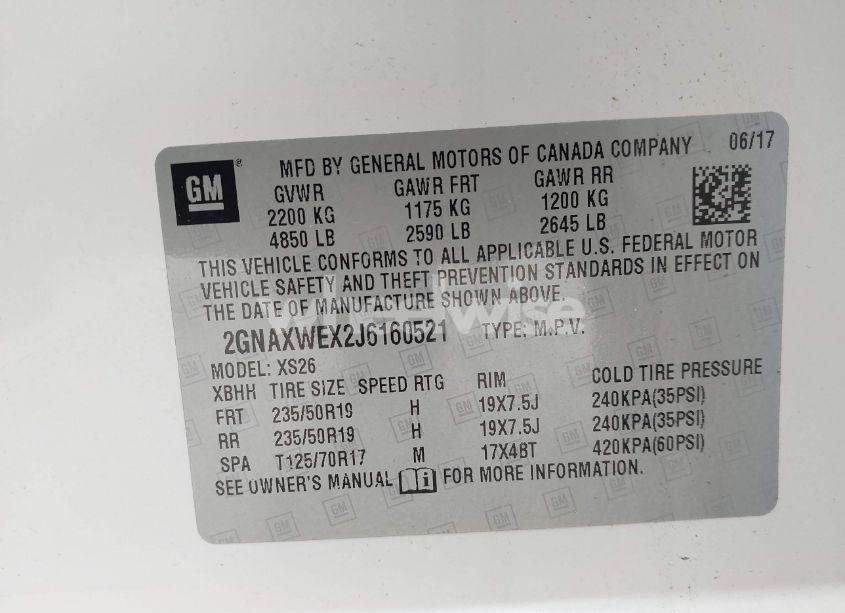 GM ® MFD BY GENERAL MOTORS OF CANADA COMPANY 06/17
GVWR GAWR FRT GAWR RR
2200 KG 1175 KG 1200 KG
4850 LB 2590 LB 2645 LB
THIS VEHICLE CONFORMS TO ALL APPLICABLE U.S. FEDERAL MOTOR
VEHICLE SAFETY AND THEFT PREVENTION STANDARDS IN EFFECT ON
THE DATE OF MANUFACTURE SHOWN ABOVE.
wheelwise
2GNAXWEX2J6160521 TYPE: M.P.V.
MODEL: XS26
XBHH TIRE SIZE SPEED RTG RIM COLD TIRE PRESSURE
FRT 235/50R19 H 19X7.5J 240KPA(35PSI)
RR 235/50R19 H 19X7.5J 240KPA(35PSI)
SPA T125/70R17 M 17X4BT 420KPA(60PSI)
SEE OWNER'S MANUAL i FOR MORE INFORMATION.